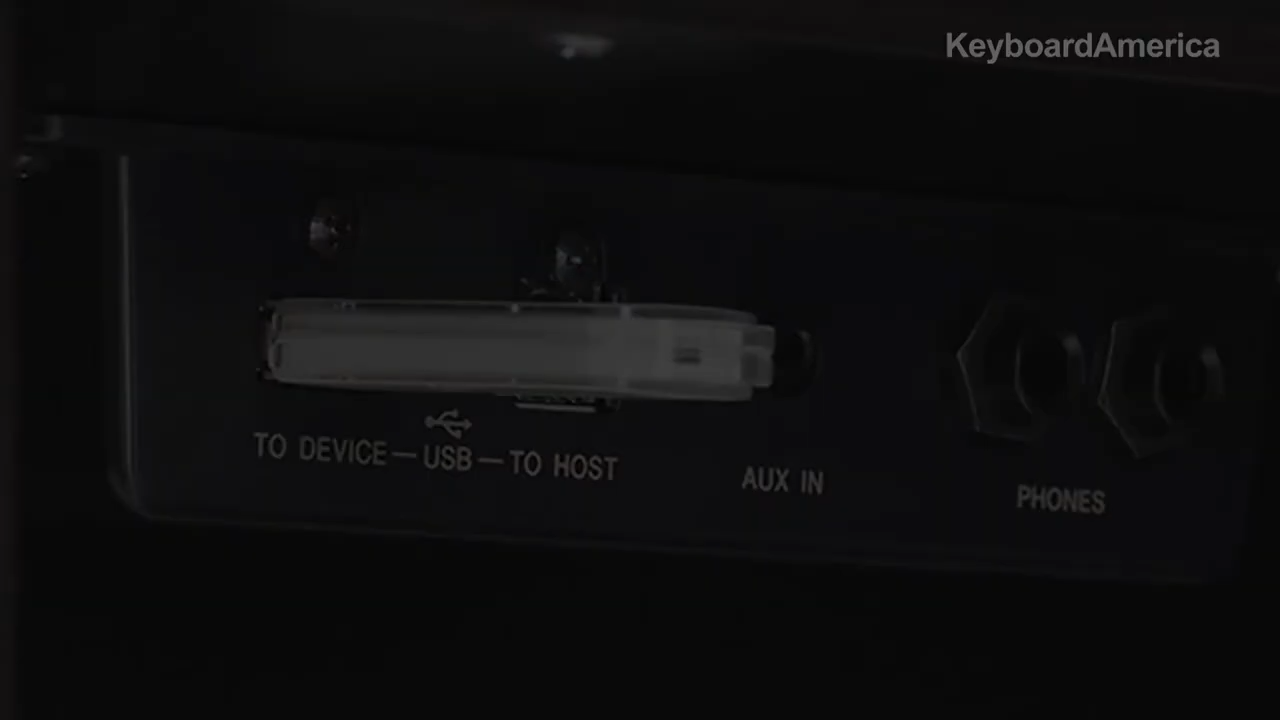 KeyboardAmerica
TO DEVICE — USB — TO HOST
AUX IN
PHONES